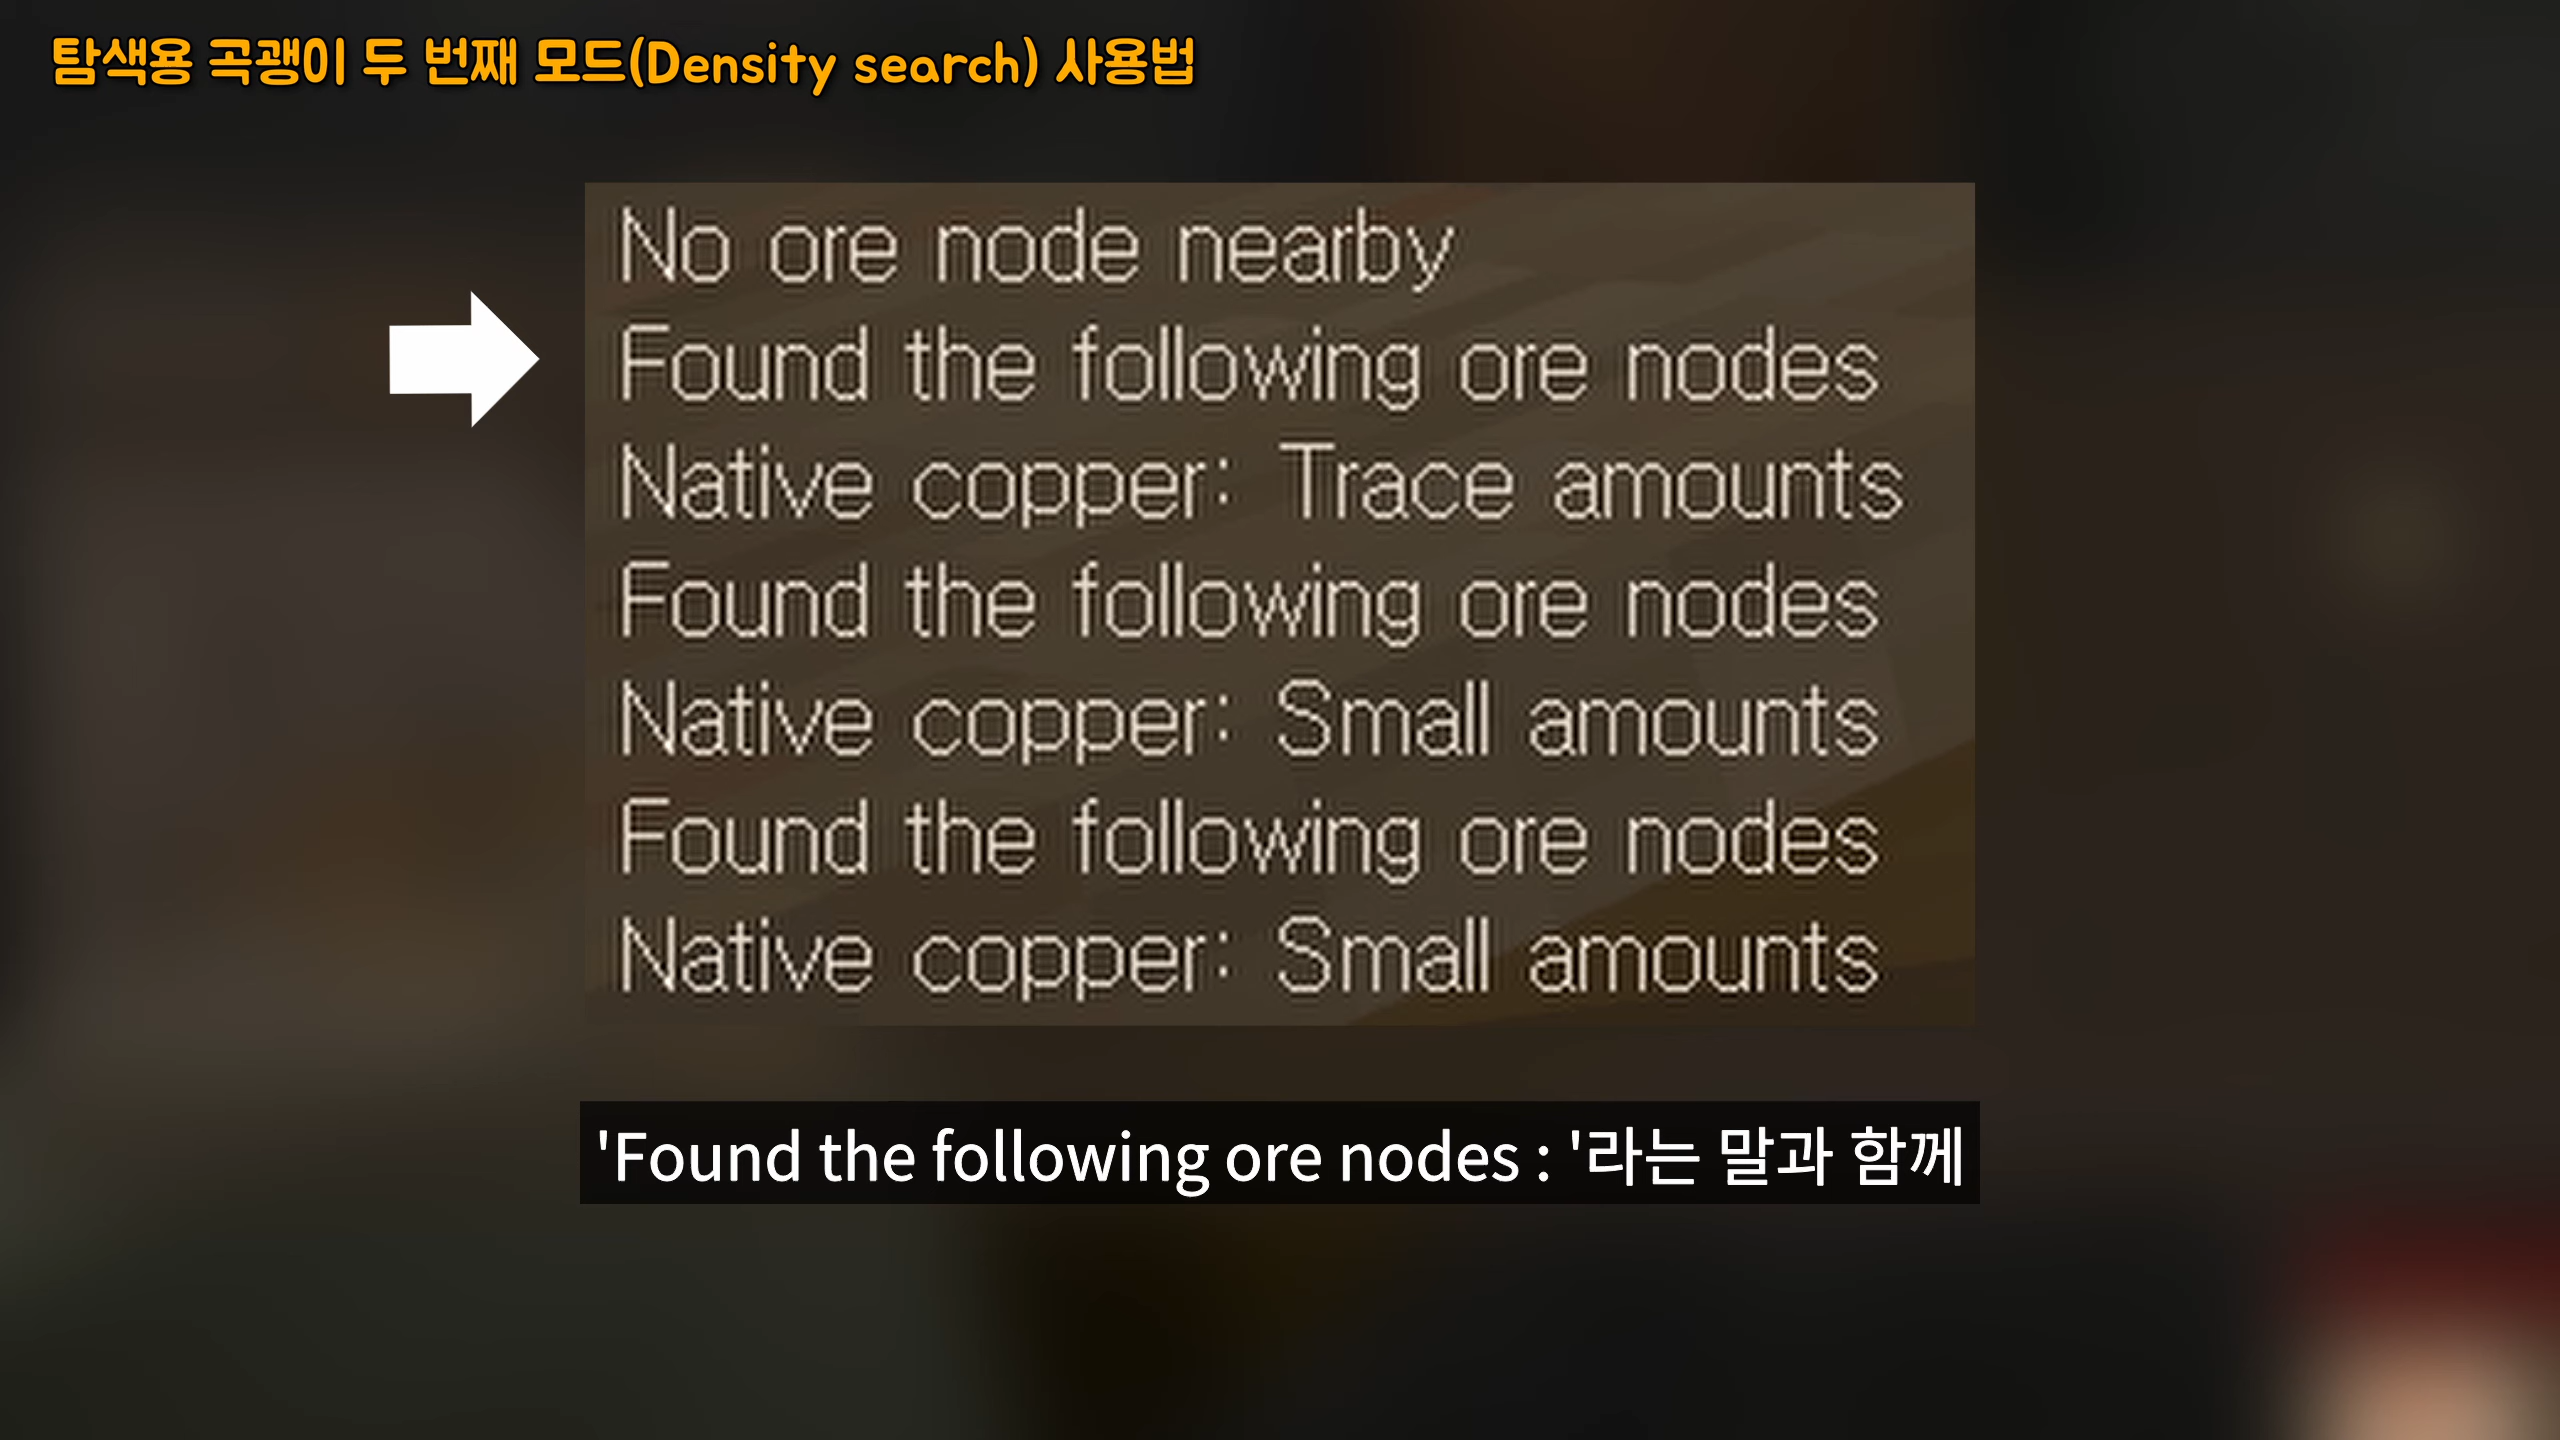 탐색용 곡괭이 두 번째 모드(Density search) 사용법
No ore node nearby
Found the following ore nodes
Native copper: Trace amounts
Found the following ore nodes
Native copper: Small amounts
Found the following ore nodes
Native copper: Small amounts
'Found the following ore nodes : '라는 말과 함께